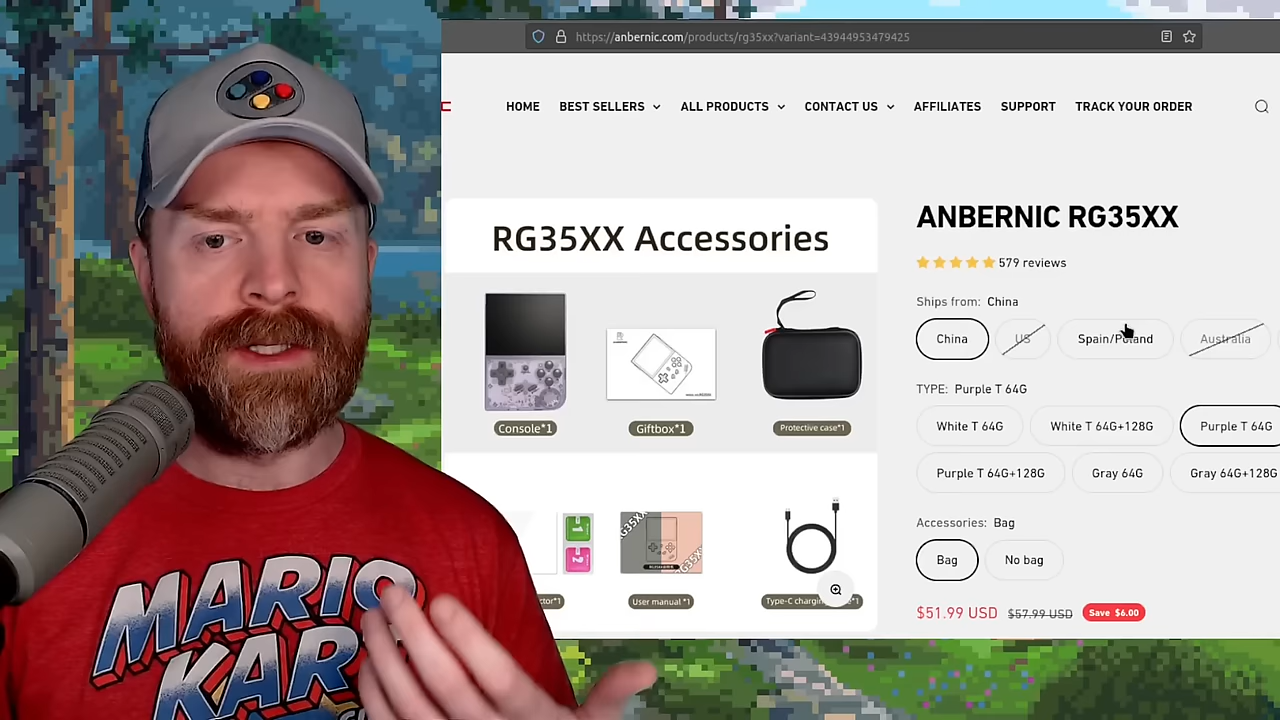 https://anbernic.com/products/rg35xx?variant=43944953479425
HOME BEST SELLERS ALL PRODUCTS CONTACT US AFFILIATES SUPPORT TRACK YOUR ORDER
RG35XX Accessories
Console*1 Giftbox*1 Protective case*1
RG35XX
RG35XX
User manual *1
ANBERNIC RG35XX
579 reviews
Ships from: China
China US Spain/Poland Australia
TYPE: Purple T 64G
White T 64G White T 64G+128G Purple T 64G
Purple T 64G+128G Gray 64G Gray 64G+128G
Accessories: Bag
Bag No bag
$51.99 USD $57.99 USD Save $6.00
MARIO
KART